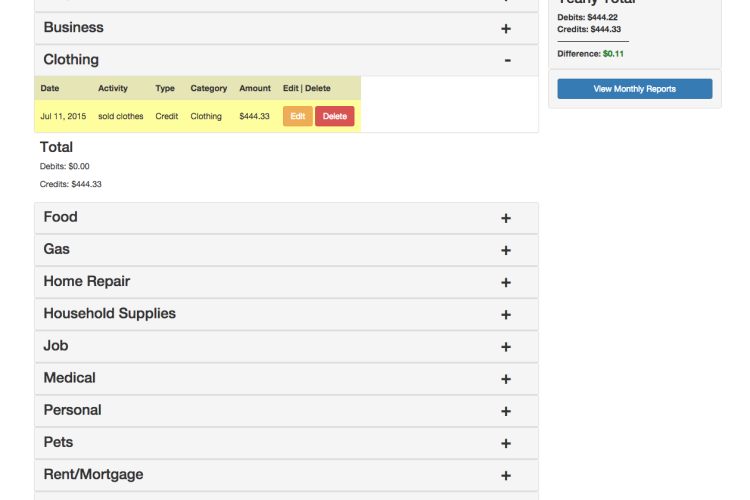 Business +
Clothing -
Date Activity Type Category Amount Edit | Delete
Jul 11, 2015 sold clothes Credit Clothing $444.33 Edit Delete
Total
Debits: $0.00
Credits: $444.33
Food +
Gas +
Home Repair +
Household Supplies +
Job +
Medical +
Personal +
Pets +
Rent/Mortgage +
Yearly Total
Debits: $444.22
Credits: $444.33
Difference: $0.11
View Monthly Reports